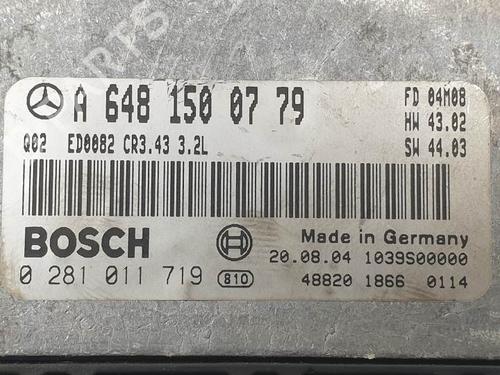 A 648 150 07 79 FD 04M08
HW 43.02
Q02 ED0082 CR3.43 3.2L SW 44.03
BOSCH Made in Germany
20.08.04 1039S00000
0 281 011 719 810 48820 1866 0114